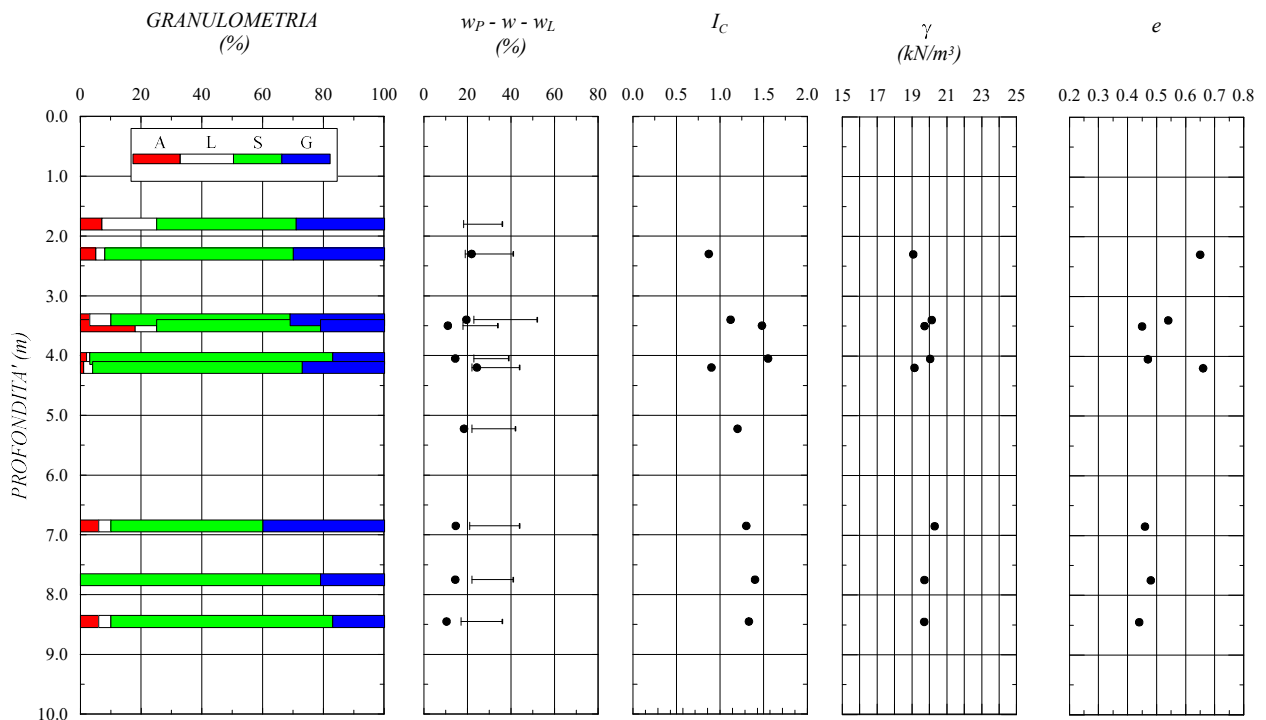 GRANULOMETRIA
(%)
w_P - w - w_L
(%)
I_C
γ
(kN/m³)
e
0 20 40 60 80 100
0 20 40 60 80
0.0 0.5 1.0 1.5 2.0
15 17 19 21 23 25
0.2 0.3 0.4 0.5 0.6 0.7 0.8
A L S G
PROFONDITA' (m)
0.0
1.0
2.0
3.0
4.0
5.0
6.0
7.0
8.0
9.0
10.0